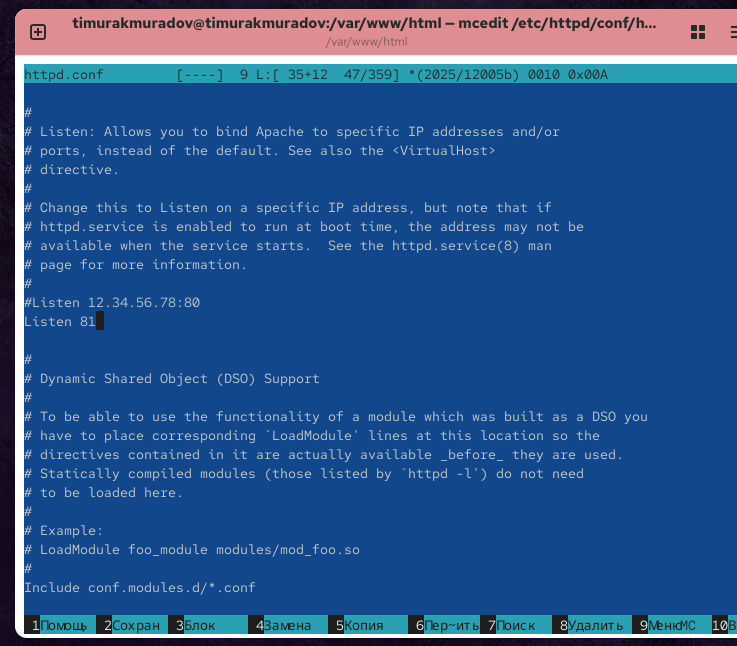 timurakmuradov@timurakmuradov:/var/www/html — mcedit /etc/httpd/conf/h...
/var/www/html
httpd.conf [----] 9 L:[ 35+12 47/359] *(2025/12005b) 0010 0x00A
#
# Listen: Allows you to bind Apache to specific IP addresses and/or
# ports, instead of the default. See also the <VirtualHost>
# directive.
#
# Change this to Listen on a specific IP address, but note that if
# httpd.service is enabled to run at boot time, the address may not be
# available when the service starts.  See the httpd.service(8) man
# page for more information.
#
#Listen 12.34.56.78:80
Listen 81
#
# Dynamic Shared Object (DSO) Support
#
# To be able to use the functionality of a module which was built as a DSO you
# have to place corresponding `LoadModule' lines at this location so the
# directives contained in it are actually available _before_ they are used.
# Statically compiled modules (those listed by `httpd -l') do not need
# to be loaded here.
#
# Example:
# LoadModule foo_module modules/mod_foo.so
#
Include conf.modules.d/*.conf
1Помощь 2Сохран 3Блок 4Замена 5Копия 6Пер~ить 7Поиск 8Удалить 9МенюMC 10В